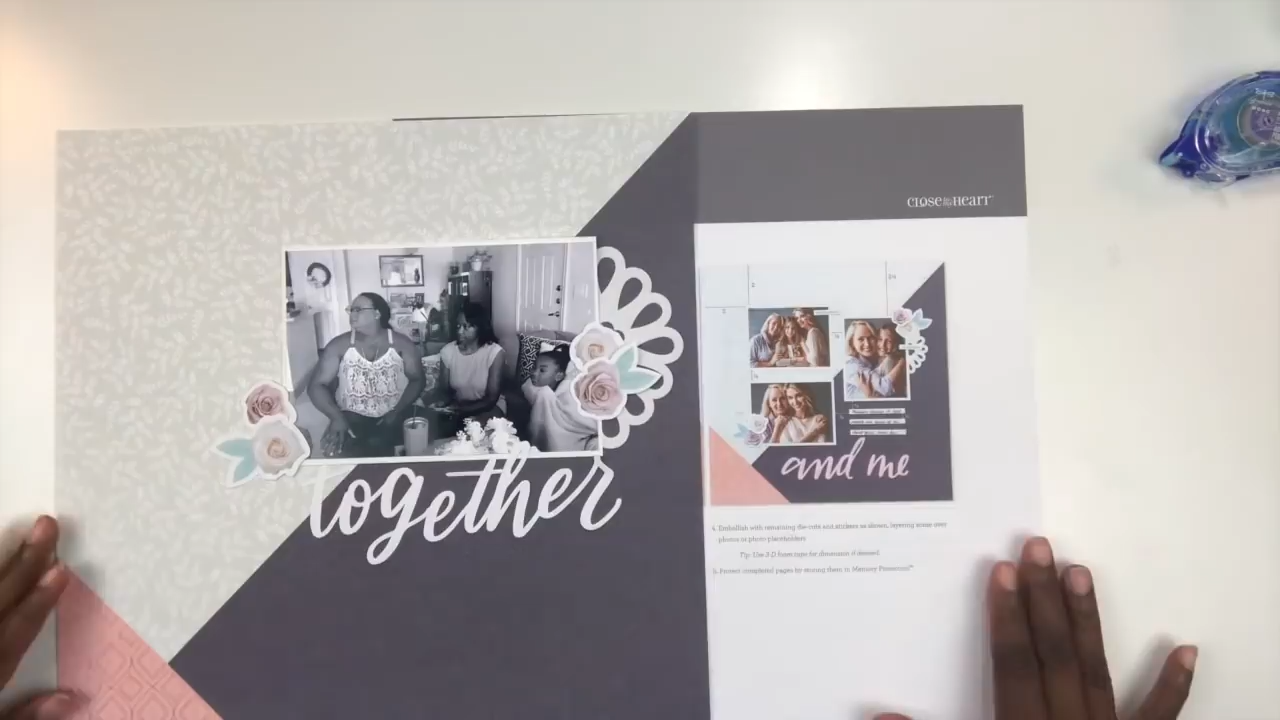 together
CLOSE TO MY HEART
and me
4. Embellish with remaining die-cuts and stickers as shown, layering some over
photos or photo placeholders
Tip: Use 3-D foam tape for dimension if desired.
5. Protect completed pages by storing them in Memory Protectors™